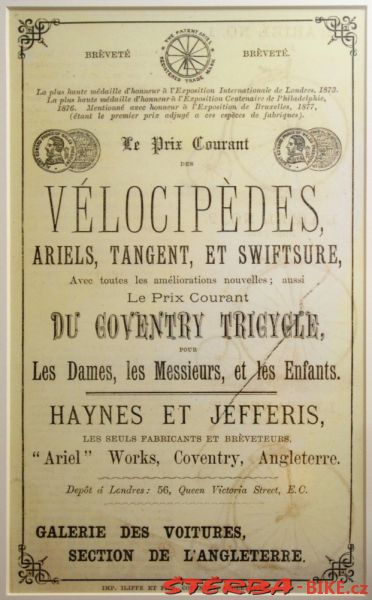 BRÈVETÉ
THE PATENT ARIEL
REGISTERED TRADE MARK
BRÈVETÉ.
La plus haute médaille d'honneur à l'Exposition Internationale de Londres, 1873.
La plus haute médaille d'honneur à l'Exposition Centenaire de Philadelphie,
1876. Mentionné avec honneur à l'Exposition de Bruxelles, 1877,
(étant le premier prix adjugé a ces espèces de fabriques).
Le Prix Courant
DES
VÉLOCIPÈDES,
ARIELS, TANGENT, ET SWIFTSURE,
Avec toutes les améliorations nouvelles; aussi
Le Prix Courant
DU COVENTRY TRICYCLE,
POUR
Les Dames, les Messieurs, et les Enfants.
HAYNES ET JEFFERIS,
LES SEULS FABRICANTS ET BRÉVETEURS,
"Ariel" Works, Coventry, Angleterre.
Depôt á Londres: 56, Queen Victoria Street, E.C.
GALERIE DES VOITURES,
SECTION DE L'ANGLETERRE.
IMP. ILIFFE ET
ŠTĚRBA-BIKE.cz